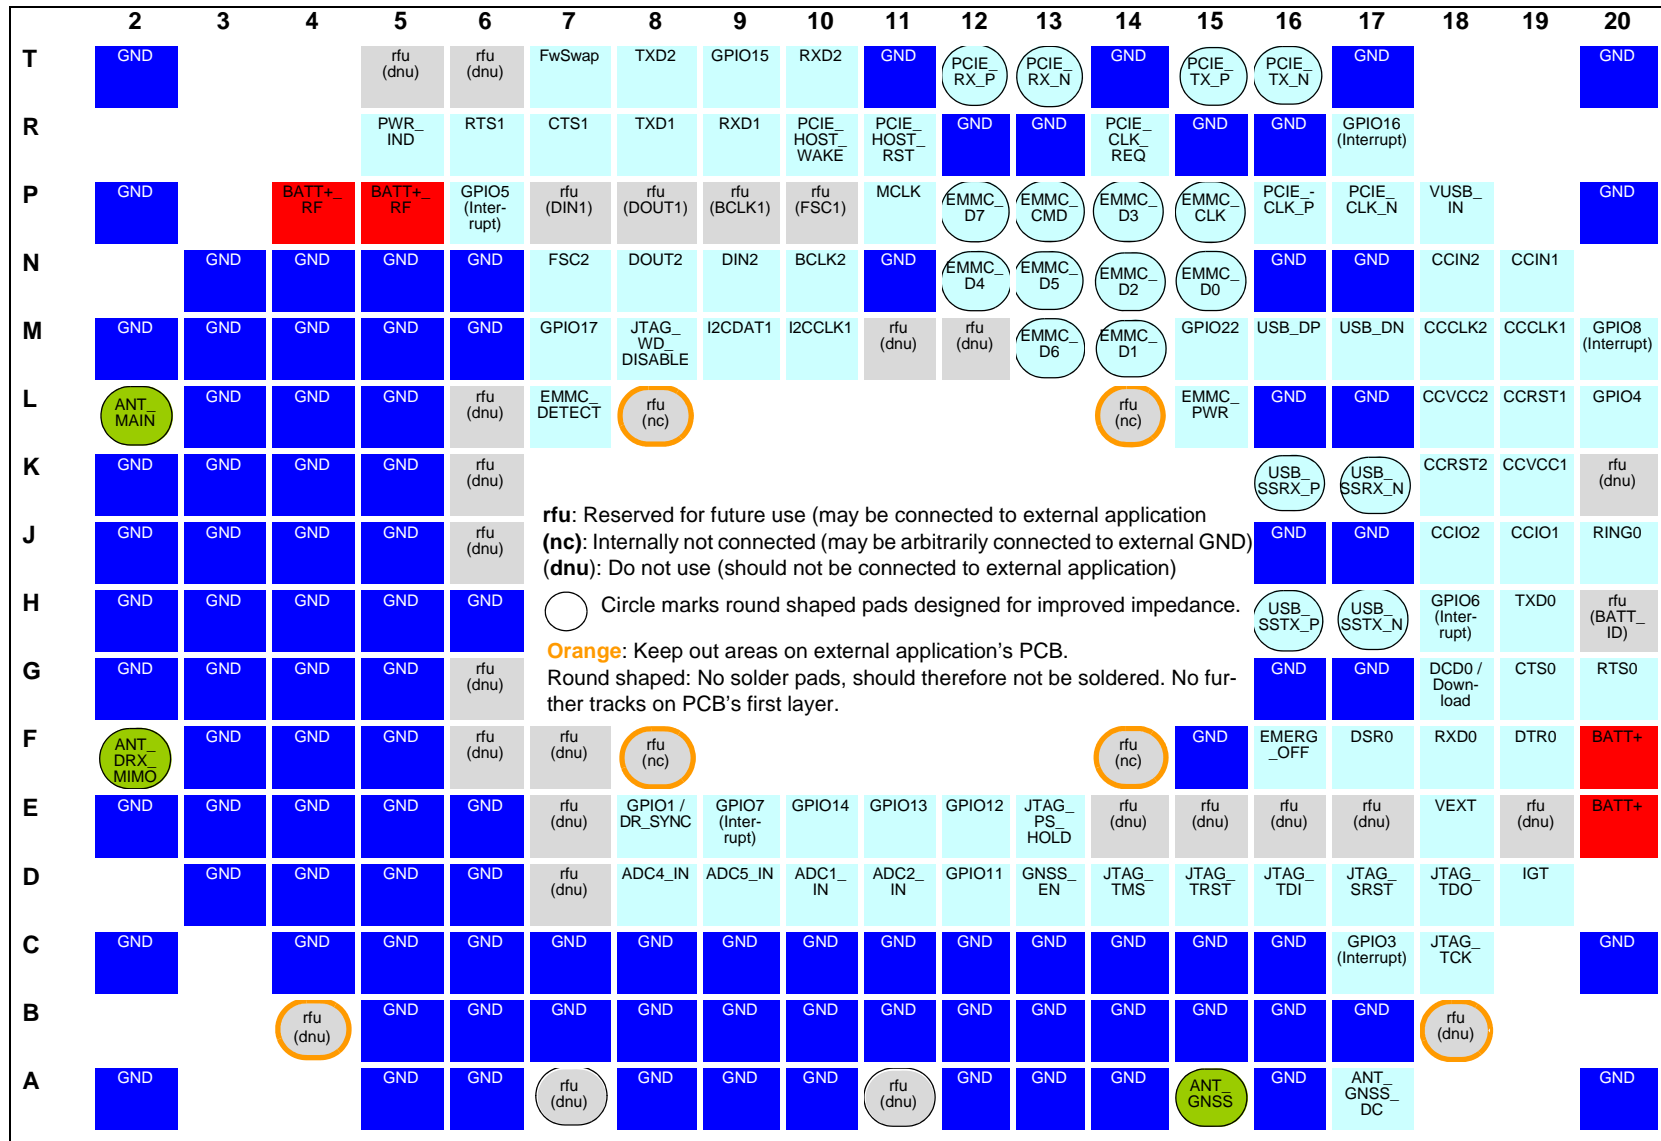 2 3 4 5 6 7 8 9 10 11 12 13 14 15 16 17 18 19 20
T GND rfu (dnu) rfu (dnu) FwSwap TXD2 GPIO15 RXD2 GND PCIE_ RX_P PCIE_ RX_N GND PCIE_ TX_P PCIE_ TX_N GND GND
R PWR_ IND RTS1 CTS1 TXD1 RXD1 PCIE_ HOST_ WAKE PCIE_ HOST_ RST GND GND PCIE_ CLK_ REQ GND GND GPIO16 (Interrupt)
P GND BATT+_ RF BATT+_ RF GPIO5 (Inter- rupt) rfu (DIN1) rfu (DOUT1) rfu (BCLK1) rfu (FSC1) MCLK EMMC_ D7 EMMC_ CMD EMMC_ D3 EMMC_ CLK PCIE_- CLK_P PCIE_ CLK_N VUSB_ IN GND
N GND GND GND GND FSC2 DOUT2 DIN2 BCLK2 GND EMMC_ D4 EMMC_ D5 EMMC_ D2 EMMC_ D0 GND GND CCIN2 CCIN1
M GND GND GND GND GND GPIO17 JTAG_ WD_ DISABLE I2CDAT1 I2CCLK1 rfu (dnu) rfu (dnu) EMMC_ D6 EMMC_ D1 GPIO22 USB_DP USB_DN CCCLK2 CCCLK1 GPIO8 (Interrupt)
L ANT_ MAIN GND GND GND rfu (dnu) EMMC_ DETECT rfu (nc) rfu (nc) EMMC_ PWR GND GND CCVCC2 CCRST1 GPIO4
K GND GND GND GND rfu (dnu) USB_ SSRX_P USB_ SSRX_N CCRST2 CCVCC1 rfu (dnu)
rfu: Reserved for future use (may be connected to external application
J GND GND GND GND rfu (dnu) GND GND CCIO2 CCIO1 RING0
(nc): Internally not connected (may be arbitrarily connected to external GND)
(dnu): Do not use (should not be connected to external application)
H GND GND GND GND GND USB_ SSTX_P USB_ SSTX_N GPIO6 (Inter- rupt) TXD0 rfu (BATT_ ID)
Circle marks round shaped pads designed for improved impedance.
Orange: Keep out areas on external application's PCB.
G GND GND GND GND rfu (dnu) GND GND DCD0 / Down- load CTS0 RTS0
Round shaped: No solder pads, should therefore not be soldered. No fur-
ther tracks on PCB's first layer.
F ANT_ DRX_ MIMO GND GND GND rfu (dnu) rfu (dnu) rfu (nc) rfu (nc) GND EMERG _OFF DSR0 RXD0 DTR0 BATT+
E GND GND GND GND GND rfu (dnu) GPIO1 / DR_SYNC GPIO7 (Inter- rupt) GPIO14 GPIO13 GPIO12 JTAG_ PS_ HOLD rfu (dnu) rfu (dnu) rfu (dnu) rfu (dnu) VEXT rfu (dnu) BATT+
D GND GND GND GND rfu (dnu) ADC4_IN ADC5_IN ADC1_ IN ADC2_ IN GPIO11 GNSS_ EN JTAG_ TMS JTAG_ TRST JTAG_ TDI JTAG_ SRST JTAG_ TDO IGT
C GND GND GND GND GND GND GND GND GND GND GND GND GND GND GPIO3 (Interrupt) JTAG_ TCK GND
B rfu (dnu) GND GND GND GND GND GND GND GND GND GND GND GND GND rfu (dnu)
A GND GND GND rfu (dnu) GND GND GND rfu (dnu) GND GND GND ANT_ GNSS GND ANT_ GNSS_ DC GND